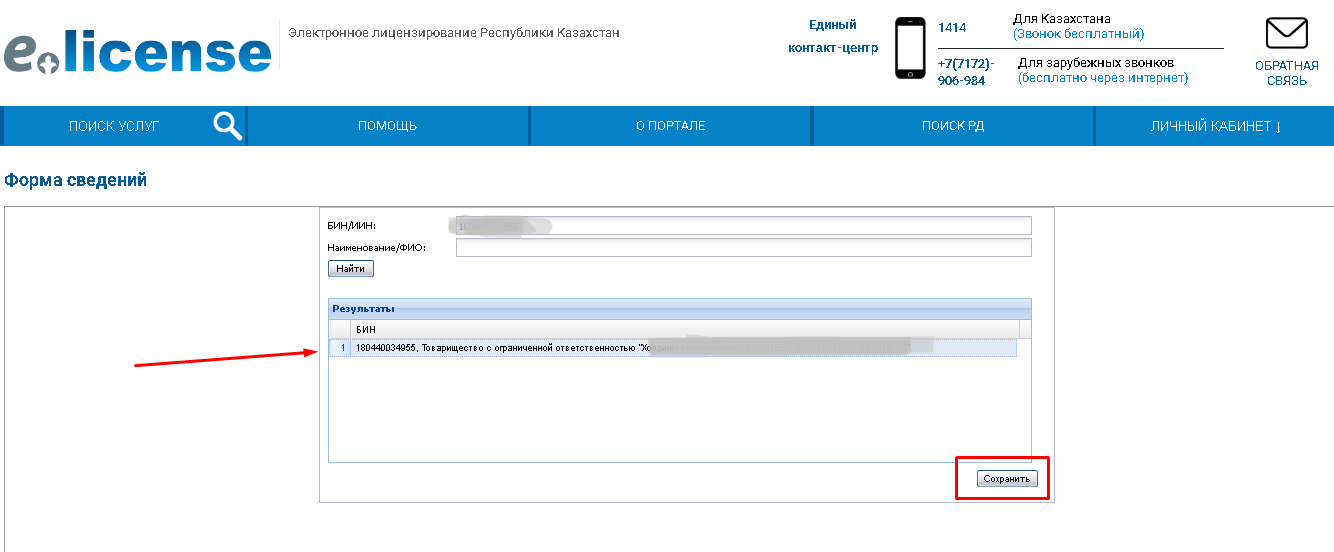 e.license
Электронное лицензирование Республики Казахстан
Единый
контакт-центр
1414
Для Казахстана
(Звонок бесплатный)
+7(7172)-
906-984
Для зарубежных звонков
(бесплатно через интернет)
ОБРАТНАЯ
СВЯЗЬ
ПОИСК УСЛУГ
ПОМОЩЬ
О ПОРТАЛЕ
ПОИСК РД
ЛИЧНЫЙ КАБИНЕТ ↓
Форма сведений
БИН/ИИН:
Наименование/ФИО:
Найти
Результаты
БИН
1 180440034955, Товарищество с ограниченной ответственностью
Сохранить